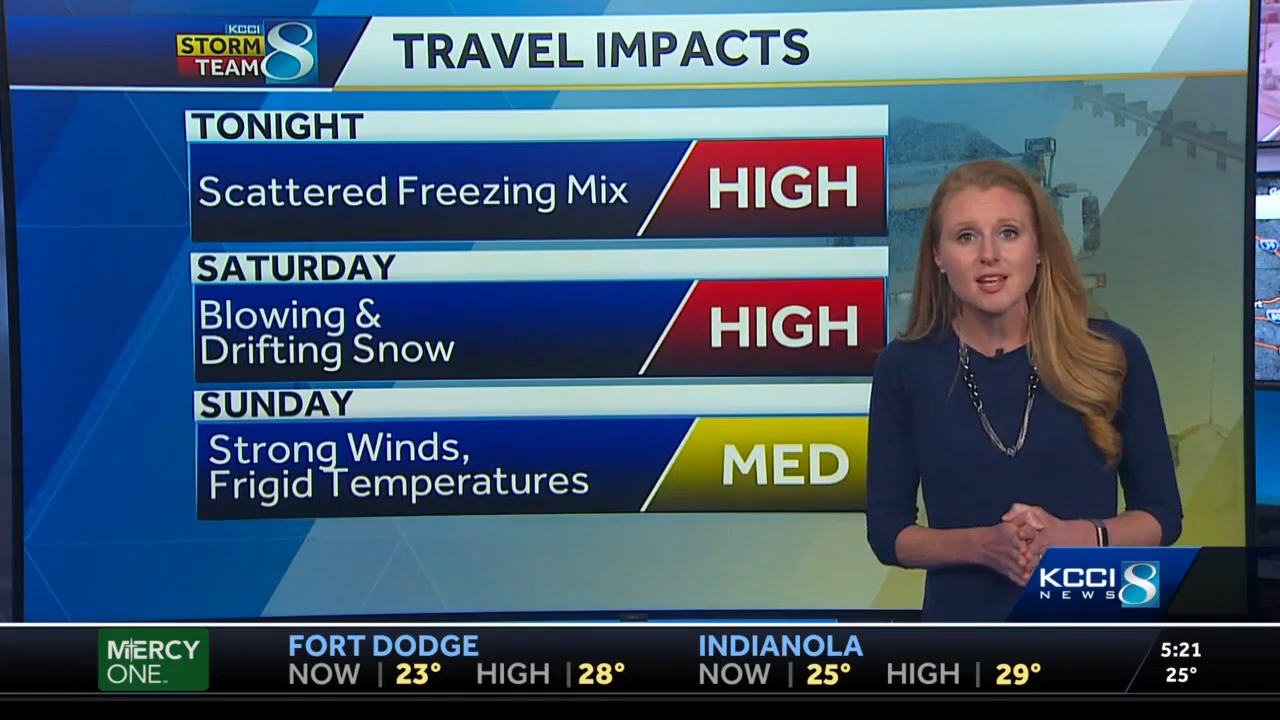 KCCI
STORM
TEAM 8
TRAVEL IMPACTS
TONIGHT
Scattered Freezing Mix
HIGH
SATURDAY
Blowing &
Drifting Snow
HIGH
SUNDAY
Strong Winds,
Frigid Temperatures
MED
KCCI 8
NEWS
MERCY
ONE
FORT DODGE
NOW | 23° HIGH | 28°
INDIANOLA
NOW | 25° HIGH | 29°
5:21
25°